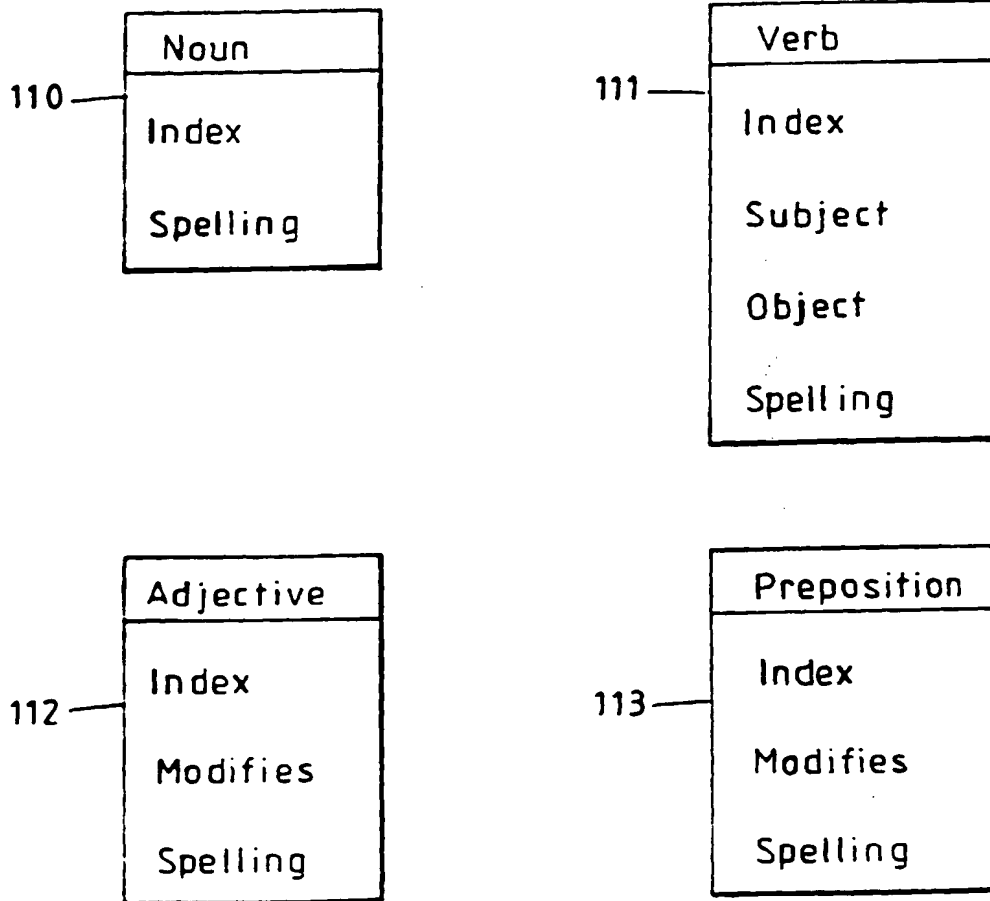 Noun
110
Index
Spelling
Verb
111
Index
Subject
Object
Spelling
Adjective
112
Index
Modifies
Spelling
Preposition
113
Index
Modifies
Spelling